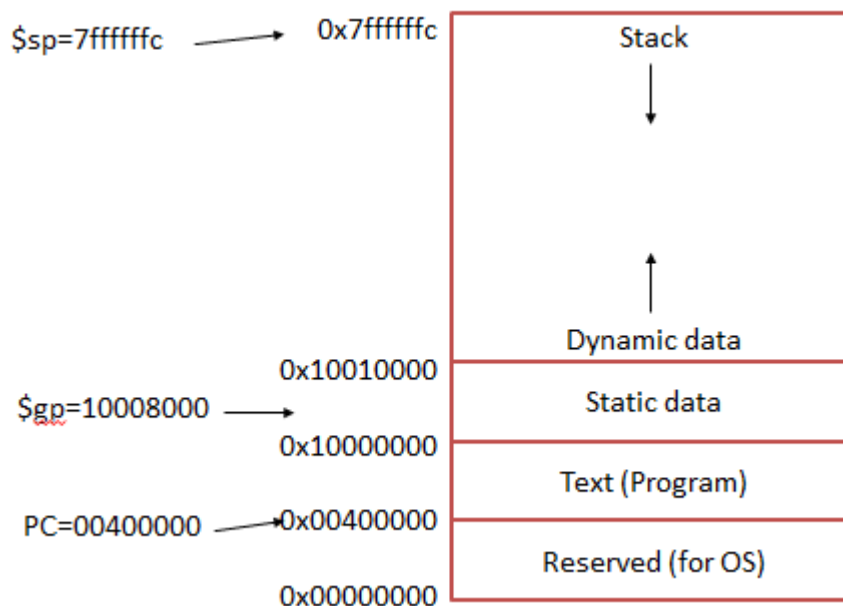 $sp=7ffffffc
0x7ffffffc
Stack
Dynamic data
0x10010000
$gp=10008000
Static data
0x10000000
Text (Program)
PC=00400000
0x00400000
Reserved (for OS)
0x00000000